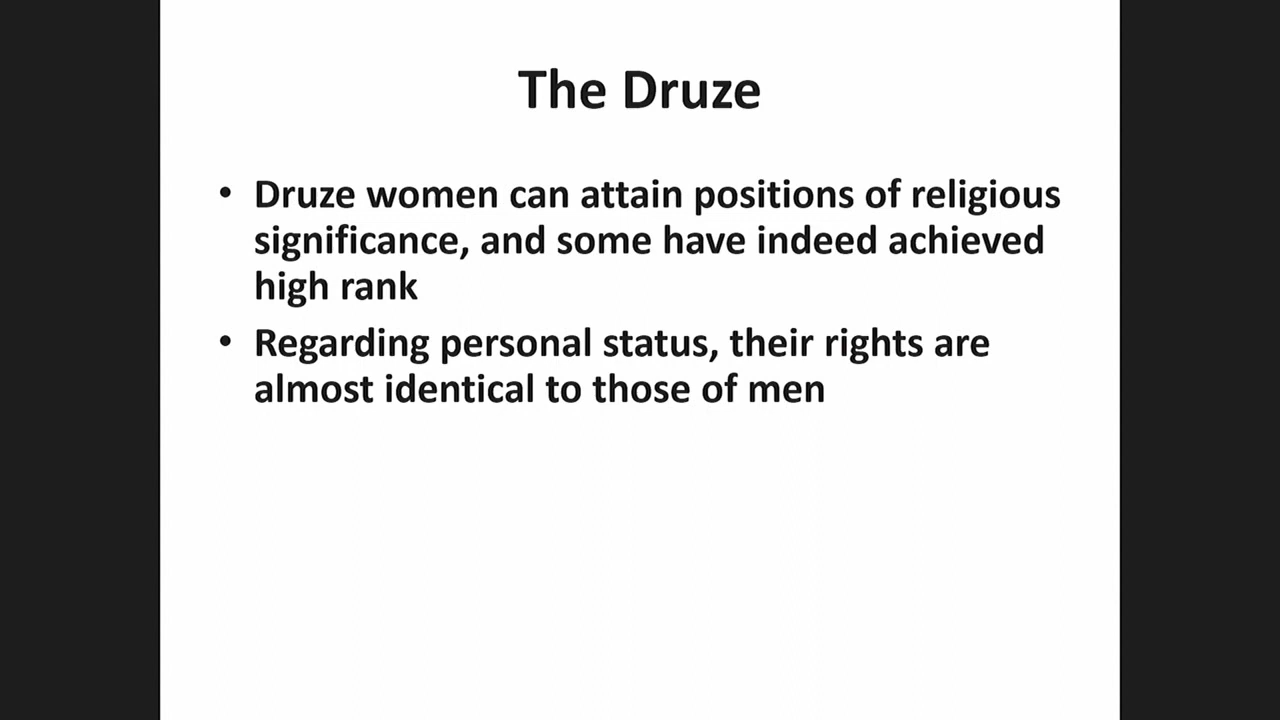 The Druze
• Druze women can attain positions of religious
significance, and some have indeed achieved
high rank
• Regarding personal status, their rights are
almost identical to those of men